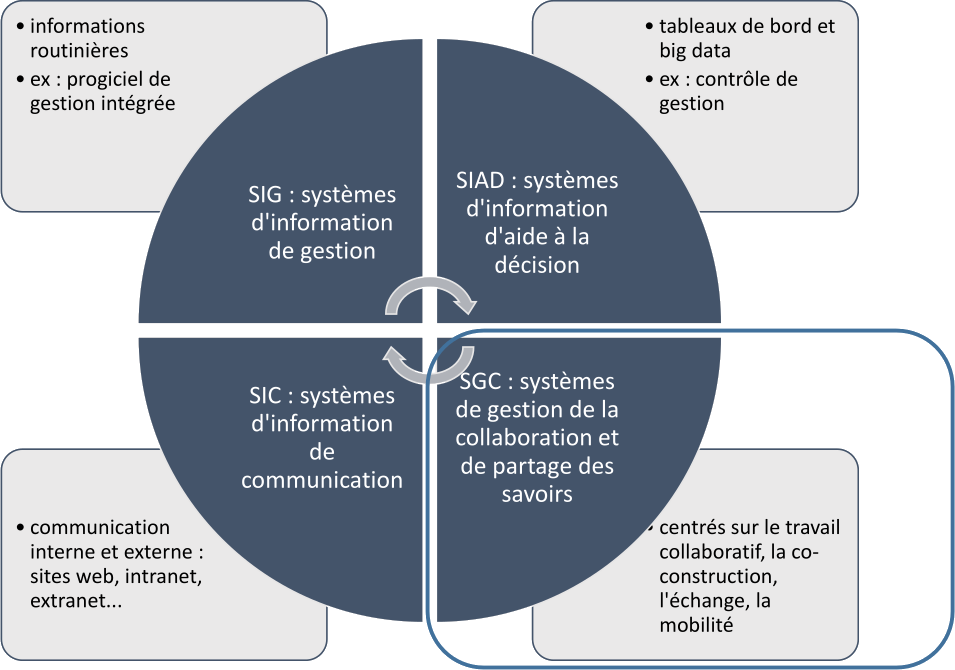 • informations
routinières
• ex : progiciel de
gestion intégrée
• tableaux de bord et
big data
• ex : contrôle de
gestion
SIG : systèmes
d'information
de gestion
SIAD : systèmes
d'information
d'aide à la
décision
SIC : systèmes
d'information
de
communication
SGC : systèmes
de gestion de la
collaboration et
de partage des
savoirs
• communication
interne et externe :
sites web, intranet,
extranet...
• centrés sur le travail
collaboratif, la co-
construction,
l'échange, la
mobilité